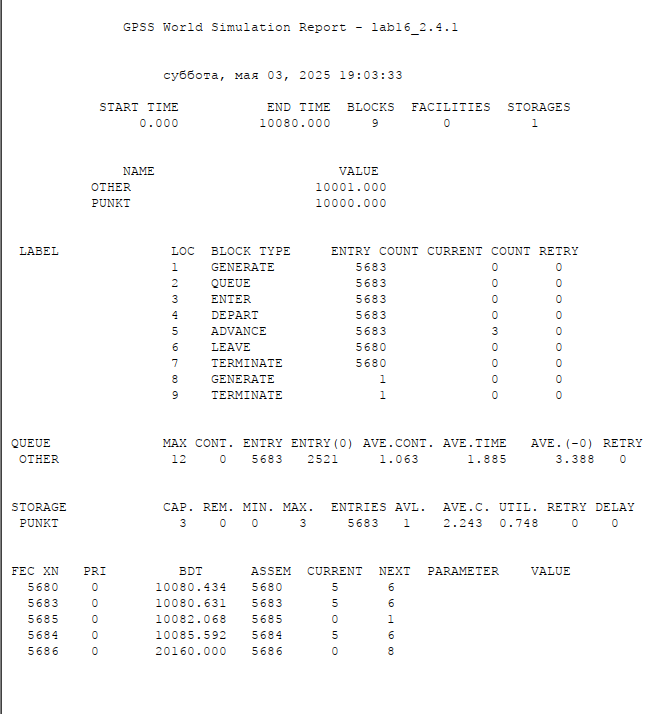 GPSS World Simulation Report - lab16_2.4.1
суббота, мая 03, 2025 19:03:33
START TIME END TIME BLOCKS FACILITIES STORAGES
0.000 10080.000 9 0 1
NAME VALUE
OTHER 10001.000
PUNKT 10000.000
LABEL LOC BLOCK TYPE ENTRY COUNT CURRENT COUNT RETRY
1 GENERATE 5683 0 0
2 QUEUE 5683 0 0
3 ENTER 5683 0 0
4 DEPART 5683 0 0
5 ADVANCE 5683 3 0
6 LEAVE 5680 0 0
7 TERMINATE 5680 0 0
8 GENERATE 1 0 0
9 TERMINATE 1 0 0
QUEUE MAX CONT. ENTRY ENTRY(0) AVE.CONT. AVE.TIME AVE.(-0) RETRY
OTHER 12 0 5683 2521 1.063 1.885 3.388 0
STORAGE CAP. REM. MIN. MAX. ENTRIES AVL. AVE.C. UTIL. RETRY DELAY
PUNKT 3 0 0 3 5683 1 2.243 0.748 0 0
FEC XN PRI BDT ASSEM CURRENT NEXT PARAMETER VALUE
5680 0 10080.434 5680 5 6
5683 0 10080.631 5683 5 6
5685 0 10082.068 5685 0 1
5684 0 10085.592 5684 5 6
5686 0 20160.000 5686 0 8